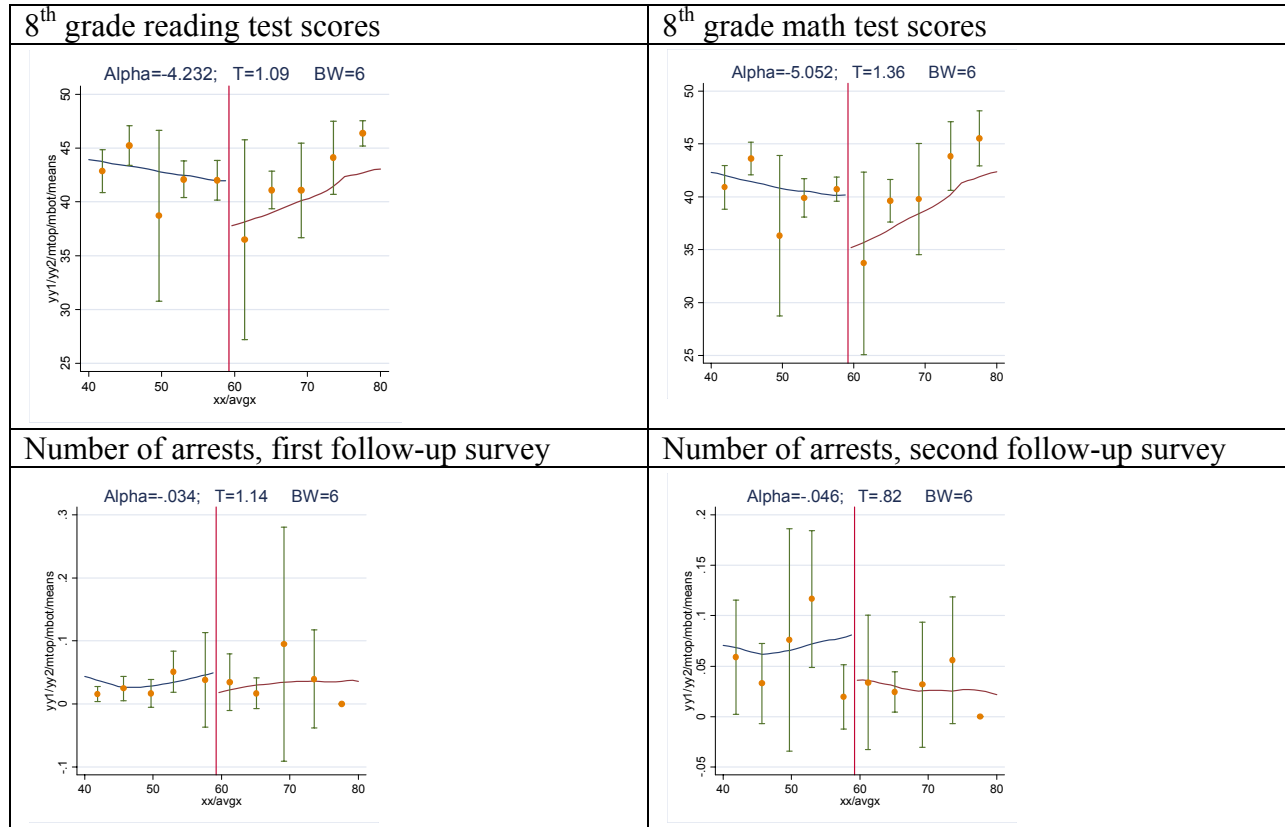 8th grade reading test scores
8th grade math test scores
Alpha=-4.232; T=1.09 BW=6
yy1/yy2/mtop/mbot/means
50
45
40
35
30
25
40 50 60 70 80
xx/avgx
Alpha=-5.052; T=1.36 BW=6
50
45
40
35
30
25
40 50 60 70 80
xx/avgx
Number of arrests, first follow-up survey
Number of arrests, second follow-up survey
Alpha=-.034; T=1.14 BW=6
yy1/yy2/mtop/mbot/means
.3
.2
.1
0
-.1
40 50 60 70 80
xx/avgx
Alpha=-.046; T=.82 BW=6
yy1/yy2/mtop/mbot/means
.2
.15
.1
.05
0
-.05
40 50 60 70 80
xx/avgx